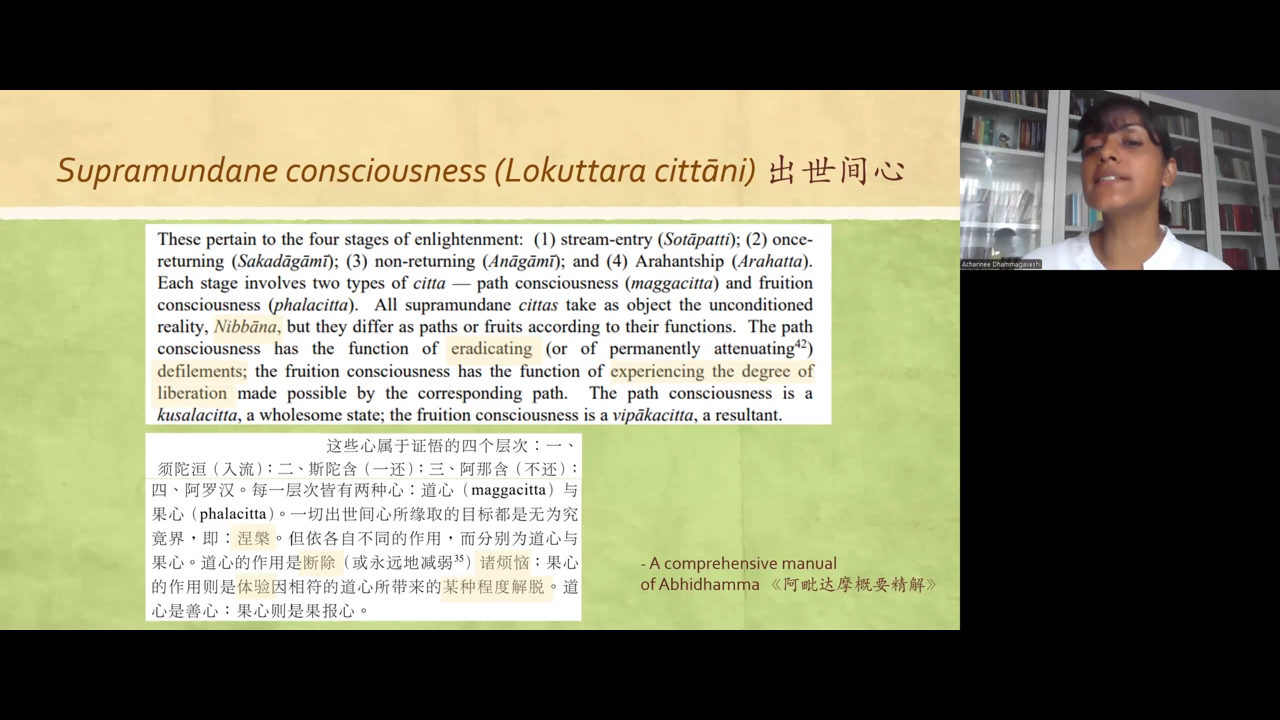 Supramundane consciousness (Lokuttara cittāni) 出世间心
These pertain to the four stages of enlightenment: (1) stream-entry (Sotāpatti); (2) once-
returning (Sakadāgāmī); (3) non-returning (Anāgāmī); and (4) Arahantship (Arahatta).
Each stage involves two types of citta — path consciousness (maggacitta) and fruition
consciousness (phalacitta). All supramundane cittas take as object the unconditioned
reality, Nibbāna, but they differ as paths or fruits according to their functions. The path
consciousness has the function of eradicating (or of permanently attenuating42)
defilements; the fruition consciousness has the function of experiencing the degree of
liberation made possible by the corresponding path. The path consciousness is a
kusalacitta, a wholesome state; the fruition consciousness is a vipākacitta, a resultant.
这些心属于证悟的四个层次：一、
须陀洹（入流）；二、斯陀含（一还）；三、阿那含（不还）；
四、阿罗汉。每一层次皆有两种心：道心（maggacitta）与
果心（phalacitta）。一切出世间心所缘取的目标都是无为究
竟界，即：涅槃。但依各自不同的作用，而分别为道心与
果心。道心的作用是断除（或永远地减弱35）诸烦恼；果心
的作用则是体验因相符的道心所带来的某种程度解脱。道
心是善心；果心则是果报心。
- A comprehensive manual
of Abhidhamma 《阿毗达摩概要精解》
Acharinee Dhammagaveshi